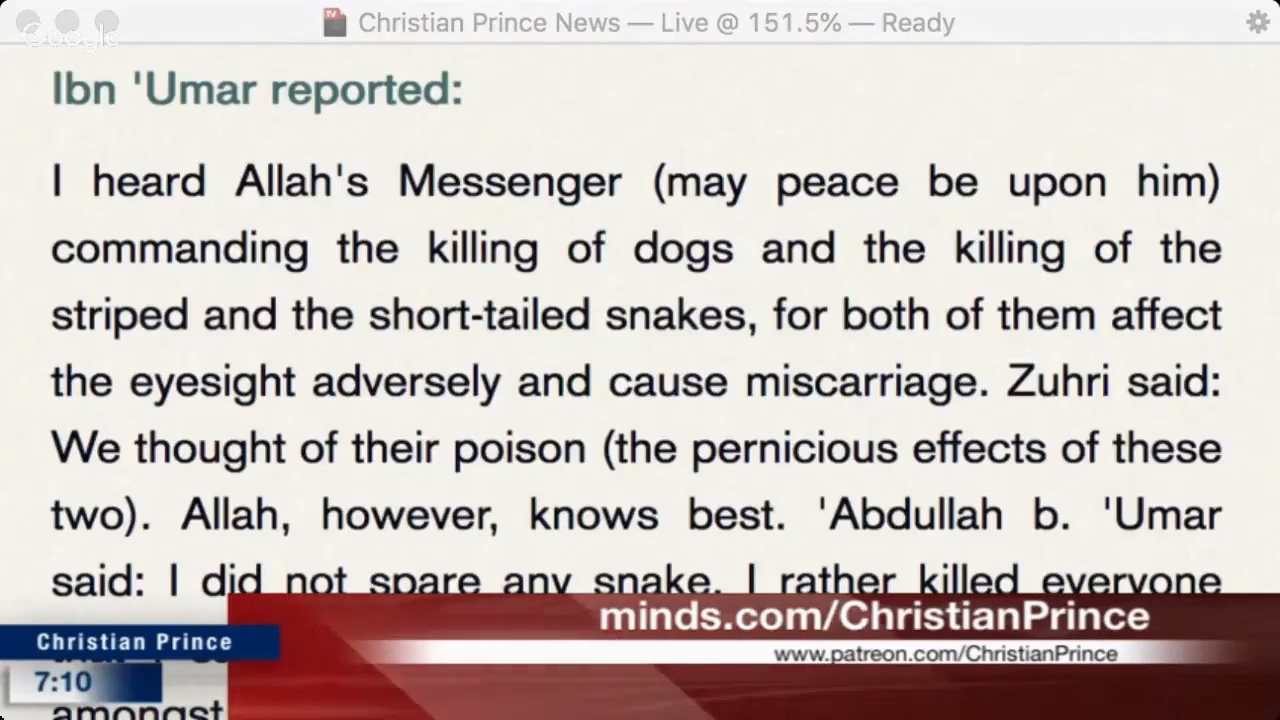 Christian Prince News — Live @ 151.5% — Ready
Google
Ibn 'Umar reported:
I heard Allah's Messenger (may peace be upon him)
commanding the killing of dogs and the killing of the
striped and the short-tailed snakes, for both of them affect
the eyesight adversely and cause miscarriage. Zuhri said:
We thought of their poison (the pernicious effects of these
two). Allah, however, knows best. 'Abdullah b. 'Umar
said: I did not spare any snake. I rather killed everyone
amongst
minds.com/ChristianPrince
www.patreon.com/ChristianPrince
Christian Prince
7:10